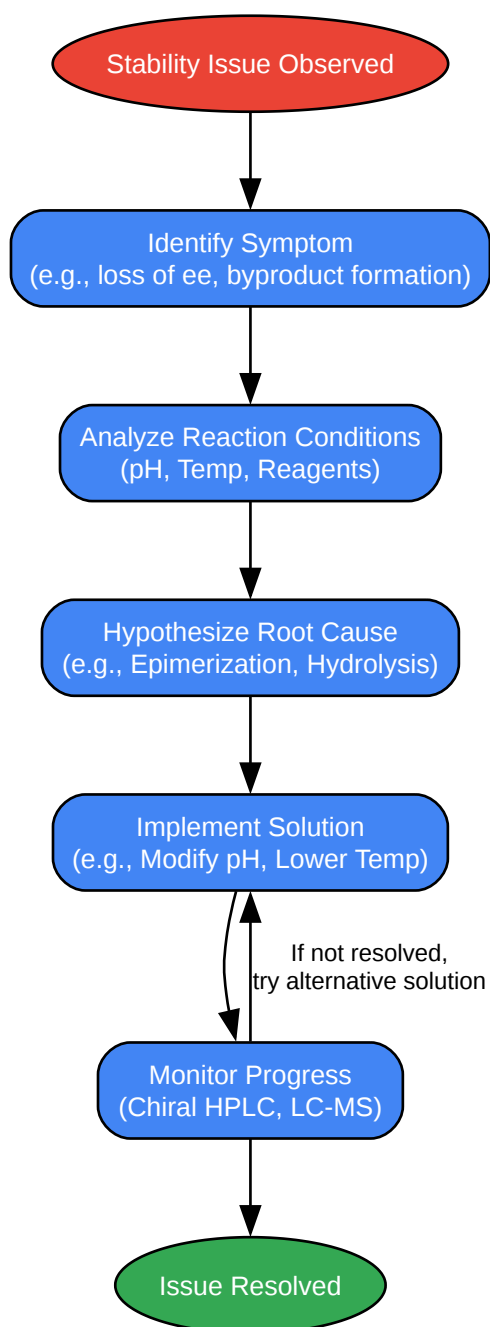 Stability Issue Observed
Identify Symptom
(e.g., loss of ee, byproduct formation)
Analyze Reaction Conditions
(pH, Temp, Reagents)
Hypothesize Root Cause
(e.g., Epimerization, Hydrolysis)
Implement Solution
(e.g., Modify pH, Lower Temp)
If not resolved,
try alternative solution
Monitor Progress
(Chiral HPLC, LC-MS)
Issue Resolved